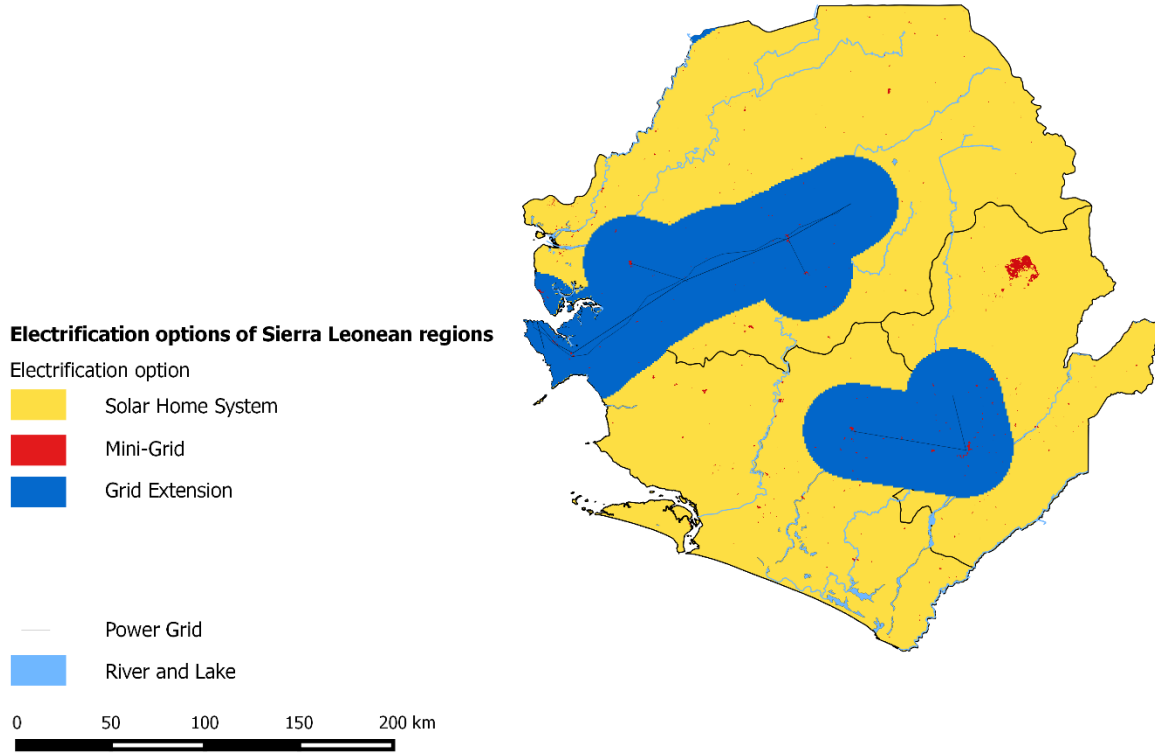 Electrification options of Sierra Leonean regions
Electrification option
Solar Home System
Mini-Grid
Grid Extension
Power Grid
River and Lake
0 50 100 150 200 km